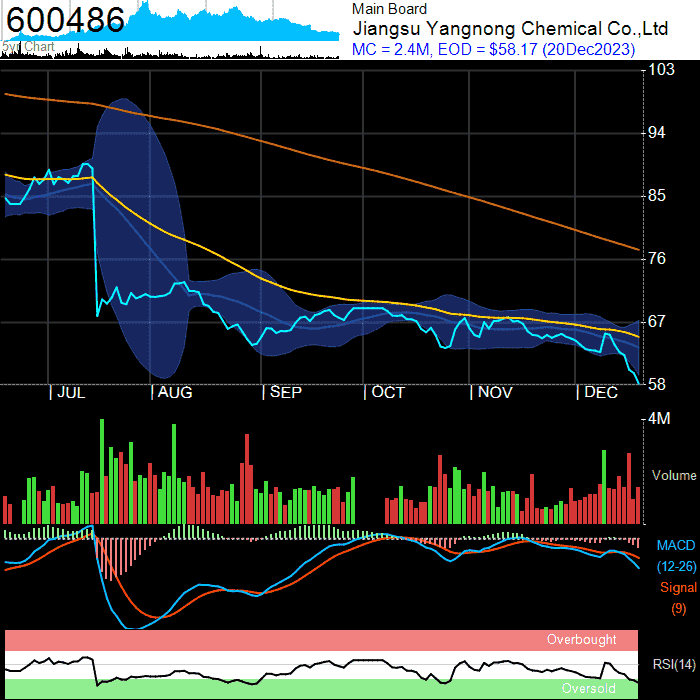 600486
5yr Chart
Main Board
Jiangsu Yangnong Chemical Co.,Ltd
MC = 2.4M, EOD = $58.17 (20Dec2023)
103
94
85
76
67
58
JUL
AUG
SEP
OCT
NOV
DEC
4M
Volume
MACD
(12-26)
Signal
(9)
Overbought
RSI(14)
Oversold